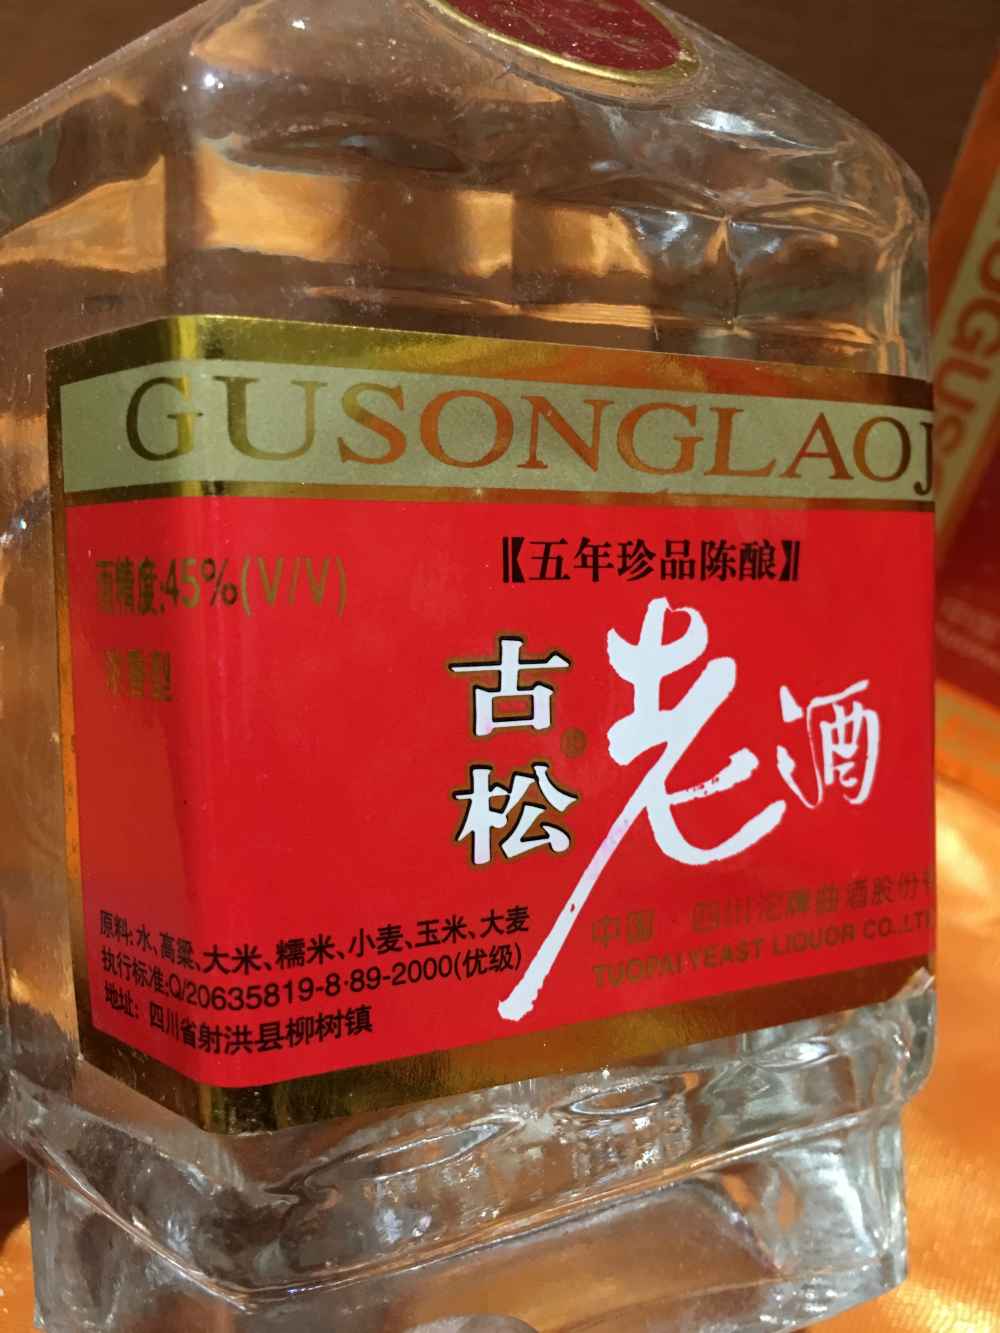 GUSONGLAOJ
【五年珍品陈酿】
酒精度:45%(V/V)
浓香型
古松®
老酒
原料:水、高粱、大米、糯米、小麦、玉米、大麦
执行标准:Q/20635819-8·89-2000(优级)
地址:四川省射洪县柳树镇
中国·四川沱牌曲酒股份
TUOPAI YEAST LIQUOR CO.,LT
OGUS